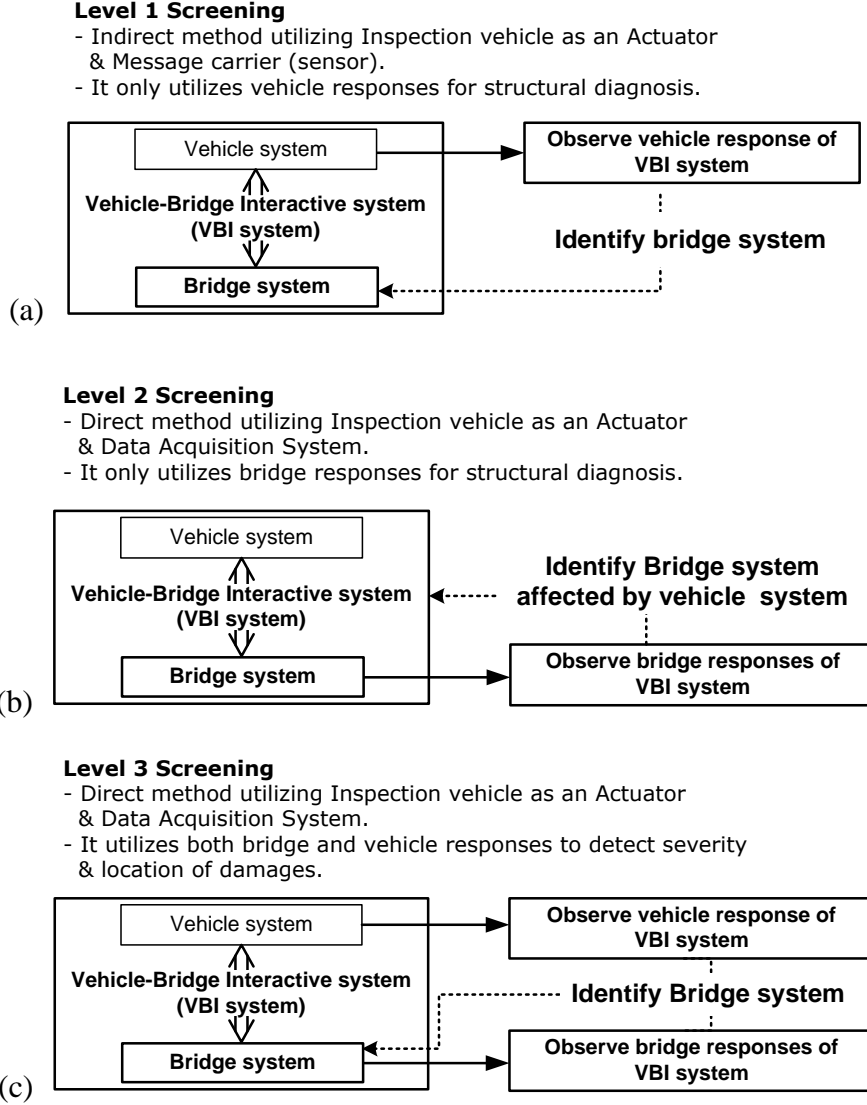 Level 1 Screening
- Indirect method utilizing Inspection vehicle as an Actuator
& Message carrier (sensor).
- It only utilizes vehicle responses for structural diagnosis.
Vehicle system
Observe vehicle response of
VBI system
Vehicle-Bridge Interactive system
(VBI system)
Identify bridge system
Bridge system
(a)
Level 2 Screening
- Direct method utilizing Inspection vehicle as an Actuator
& Data Acquisition System.
- It only utilizes bridge responses for structural diagnosis.
Vehicle system
Vehicle-Bridge Interactive system
(VBI system)
Identify Bridge system
affected by vehicle system
Bridge system
Observe bridge responses of
VBI system
(b)
Level 3 Screening
- Direct method utilizing Inspection vehicle as an Actuator
& Data Acquisition System.
- It utilizes both bridge and vehicle responses to detect severity
& location of damages.
Vehicle system
Observe vehicle response of
VBI system
Vehicle-Bridge Interactive system
(VBI system)
Identify Bridge system
Bridge system
Observe bridge responses of
VBI system
(c)